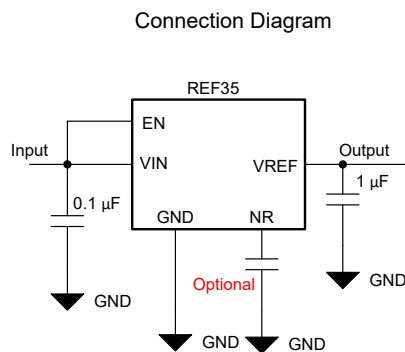 Connection Diagram
REF35
EN
Input
VIN
VREF
Output
0.1 µF
1 µF
GND
NR
Optional
GND
GND
GND
GND